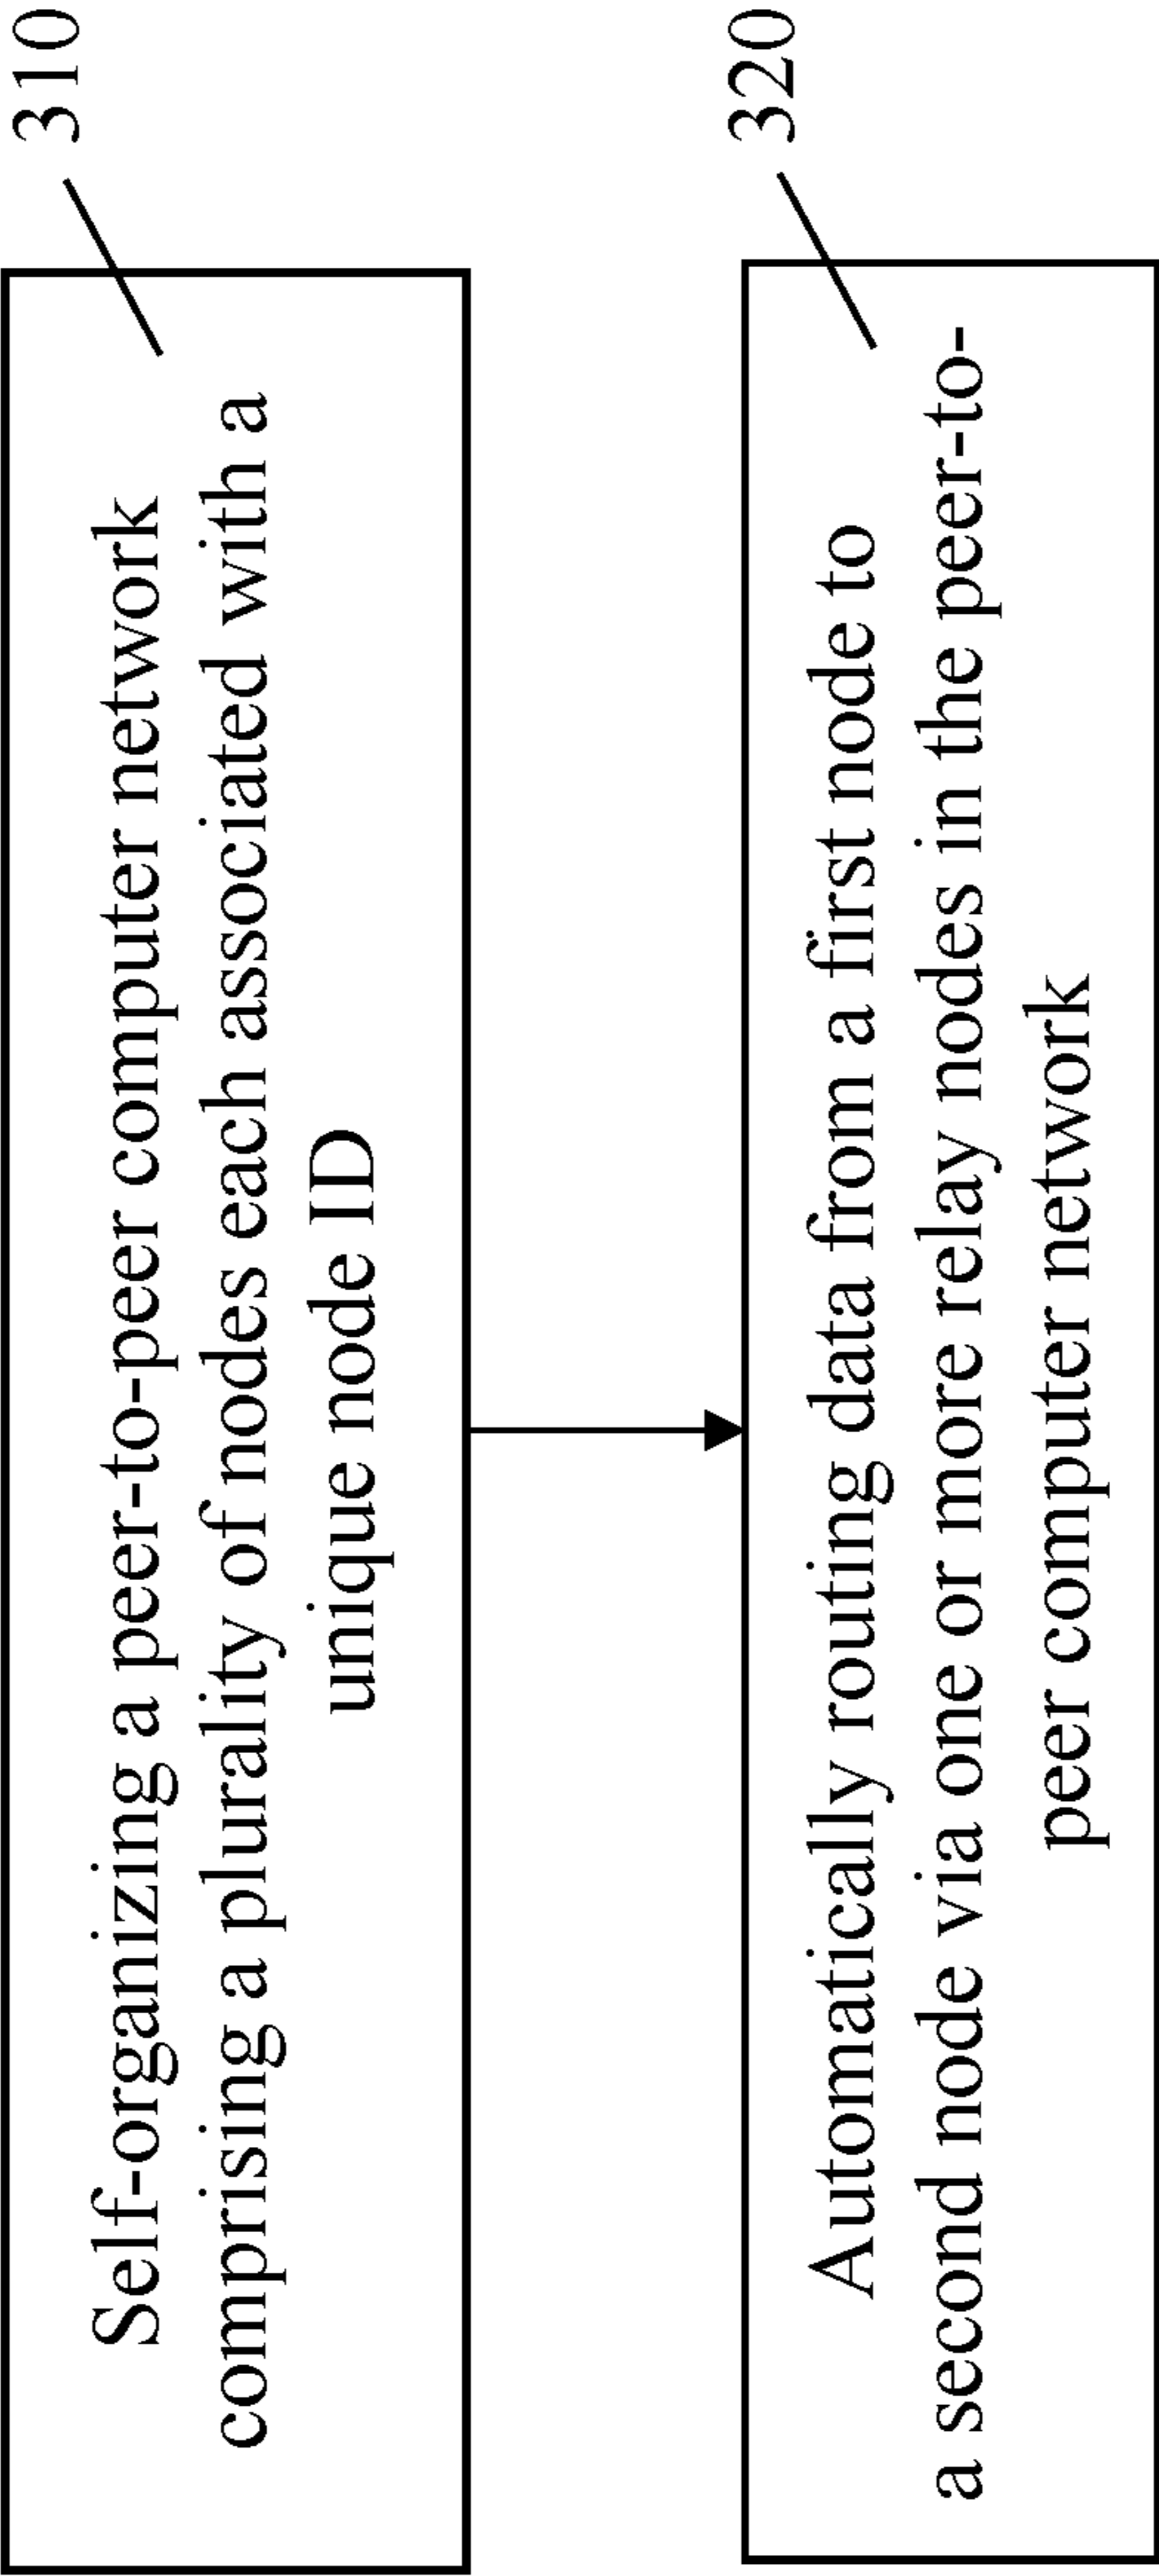 310
Self-organizing a peer-to-peer computer network
comprising a plurality of nodes each associated with a
unique node ID
320
Automatically routing data from a first node to
a second node via one or more relay nodes in the peer-to-
peer computer network